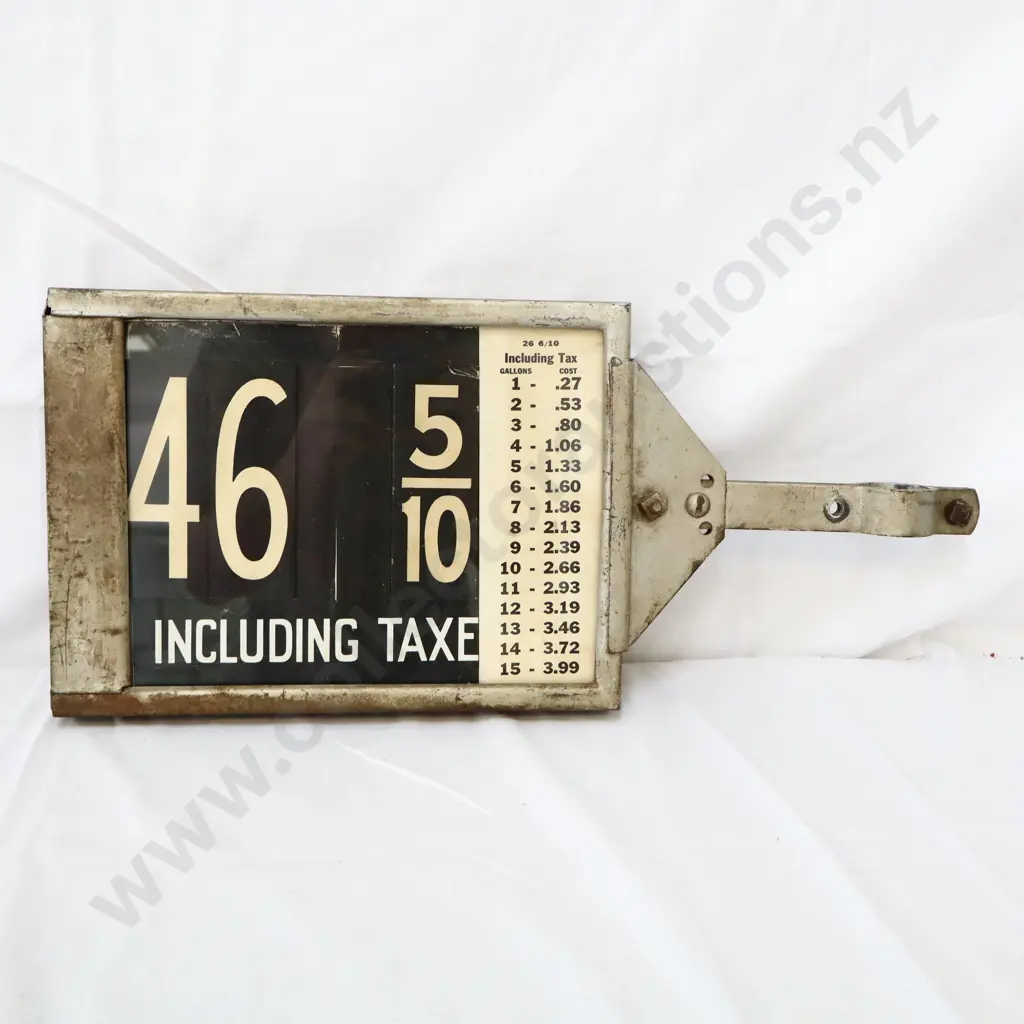 46 5/10
INCLUDING TAXE
26 6/10
Including Tax
GALLONS COST
1 - .27
2 - .53
3 - .80
4 - 1.06
5 - 1.33
6 - 1.60
7 - 1.86
8 - 2.13
9 - 2.39
10 - 2.66
11 - 2.93
12 - 3.19
13 - 3.46
14 - 3.72
15 - 3.99